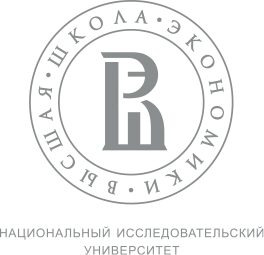 ВЫСШАЯ • ШКОЛА • ЭКОНОМИКИ •
НАЦИОНАЛЬНЫЙ ИССЛЕДОВАТЕЛЬСКИЙ
УНИВЕРСИТЕТ